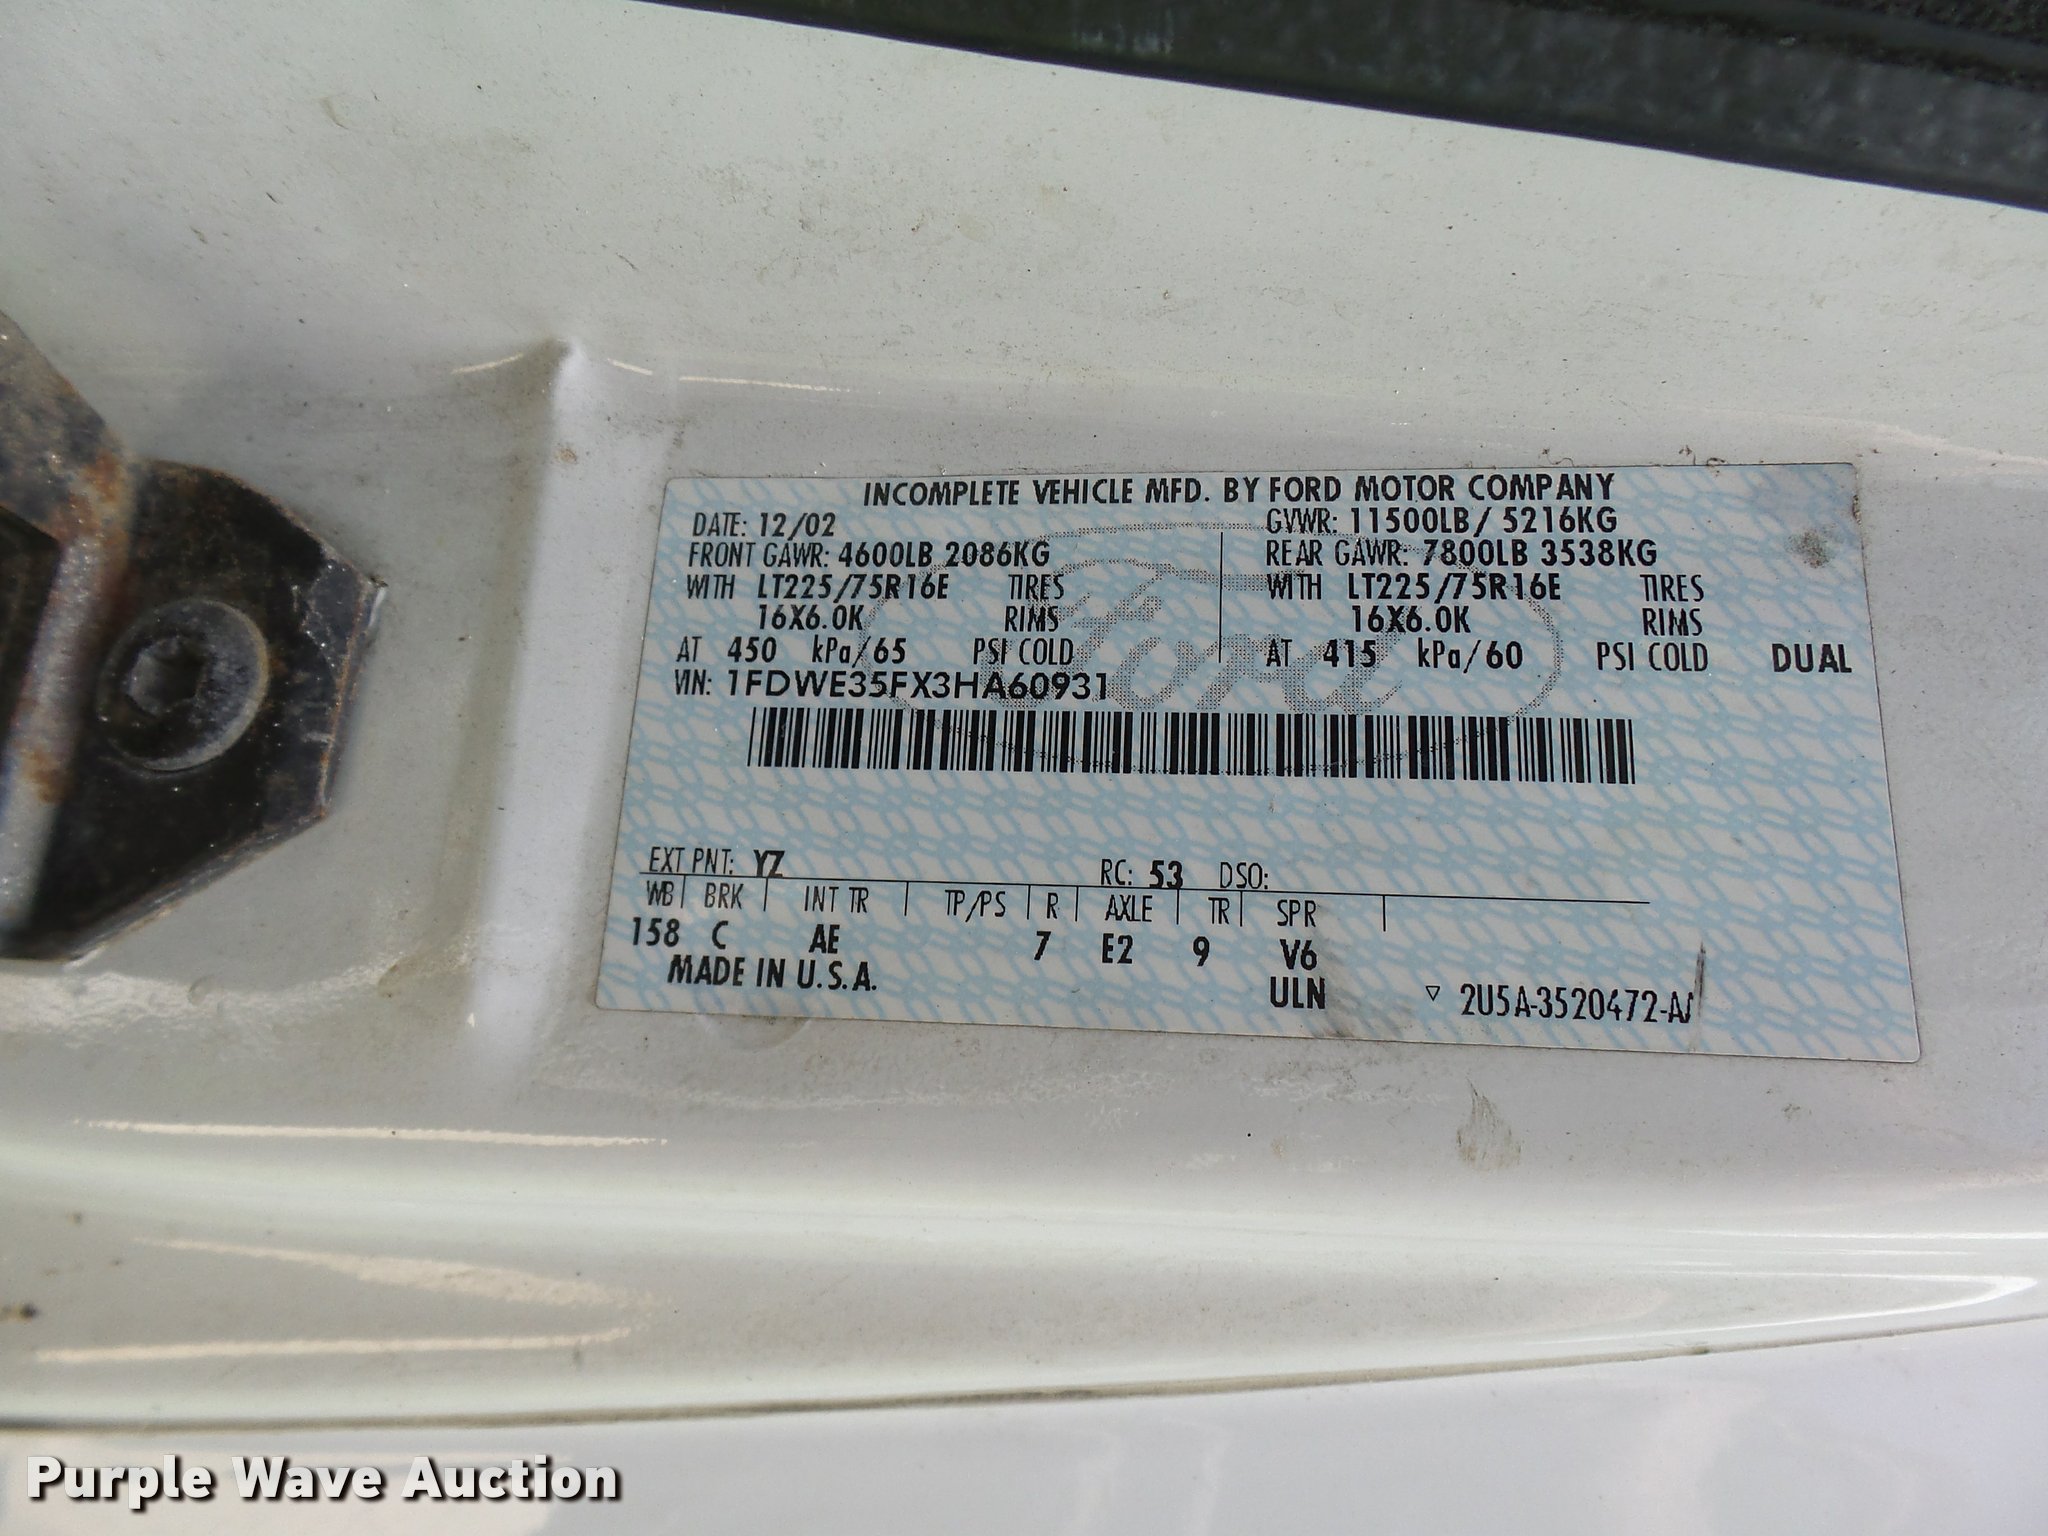 INCOMPLETE VEHICLE MFD. BY FORD MOTOR COMPANY
DATE: 12/02 GVWR: 11500LB/ 5216KG
FRONT GAWR: 4600LB 2086KG REAR GAWR: 7800LB 3538KG
WITH LT225/75R16E TIRES WITH LT225/75R16E TIRES
16X6.0K RIMS 16X6.0K RIMS
AT 450 kPa/65 PSI COLD AT 415 kPa/60 PSI COLD DUAL
VIN: 1FDWE35FX3HA60931
Ford
EXT PNT: YZ RC: 53 DSO:
WB BRK INT TR TP/PS R AXLE TR SPR
158 C AE 7 E2 9 V6
MADE IN U.S.A. ULN ▽ 2U5A-3520472-A
Purple Wave Auction